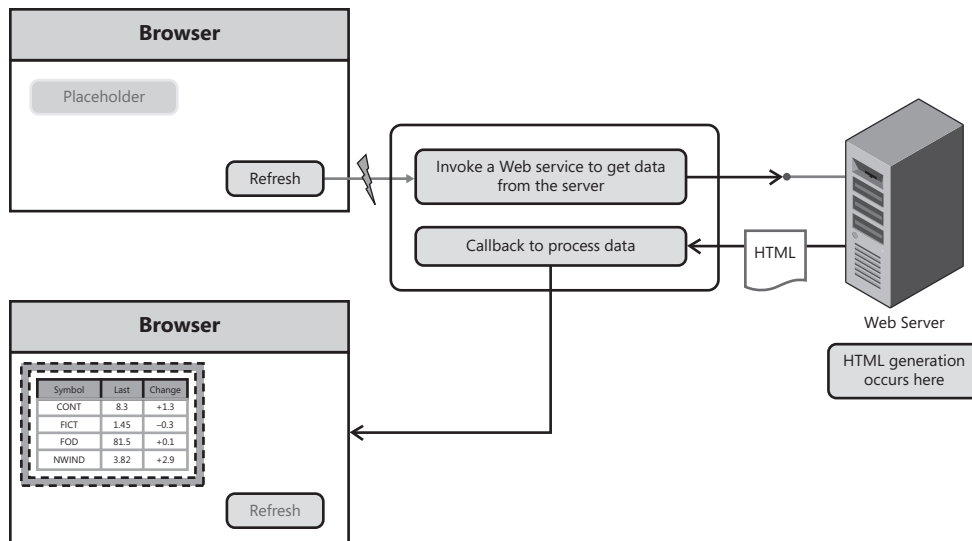 Browser
Placeholder
Refresh
Invoke a Web service to get data
from the server
Callback to process data
HTML
Web Server
HTML generation
occurs here
Browser
Symbol Last Change
CONT 8.3 +1.3
FICT 1.45 –0.3
FOD 81.5 +0.1
NWIND 3.82 +2.9
Refresh